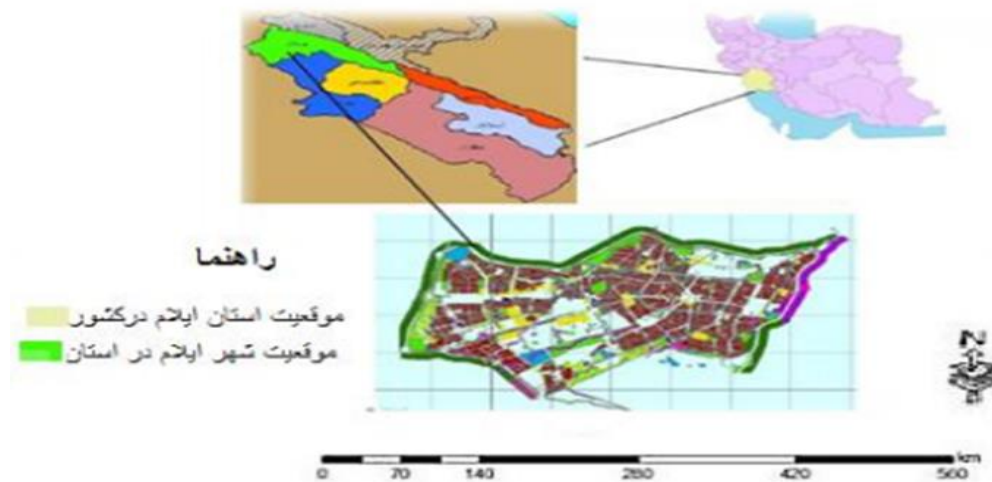 راهنما
موقعیت استان ایلام درکشور
موقعیت شهر ایلام در استان
km
0 70 140 280 420 560